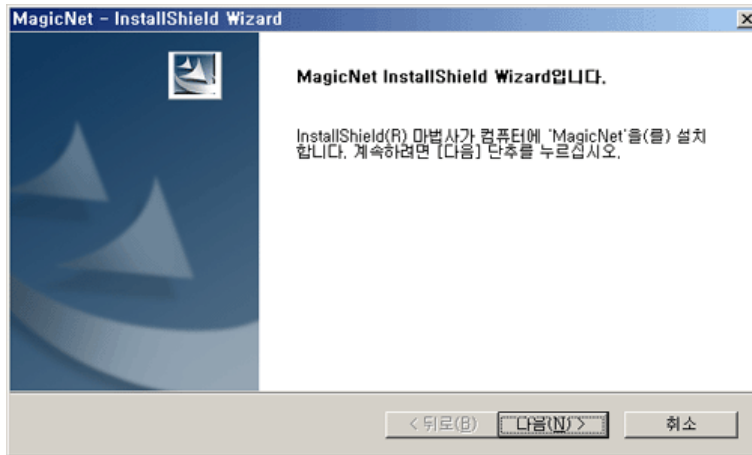 MagicNet - InstallShield Wizard
MagicNet InstallShield Wizard입니다.
InstallShield(R) 마법사가 컴퓨터에 'MagicNet'을(를) 설치
합니다. 계속하려면 [다음] 단추를 누르십시오.
< 뒤로(B) 다음(N) > 취소